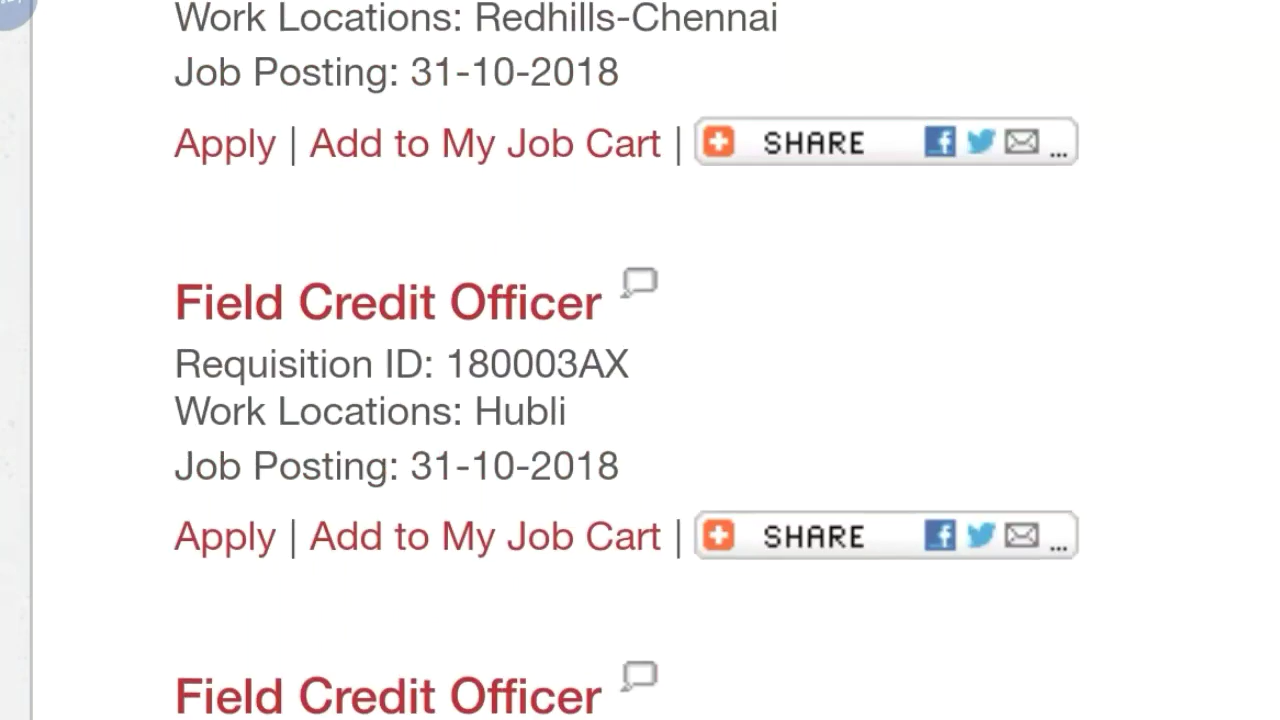 Work Locations: Redhills-Chennai
Job Posting: 31-10-2018
Apply | Add to My Job Cart | SHARE ...
Field Credit Officer
Requisition ID: 180003AX
Work Locations: Hubli
Job Posting: 31-10-2018
Apply | Add to My Job Cart | SHARE ...
Field Credit Officer